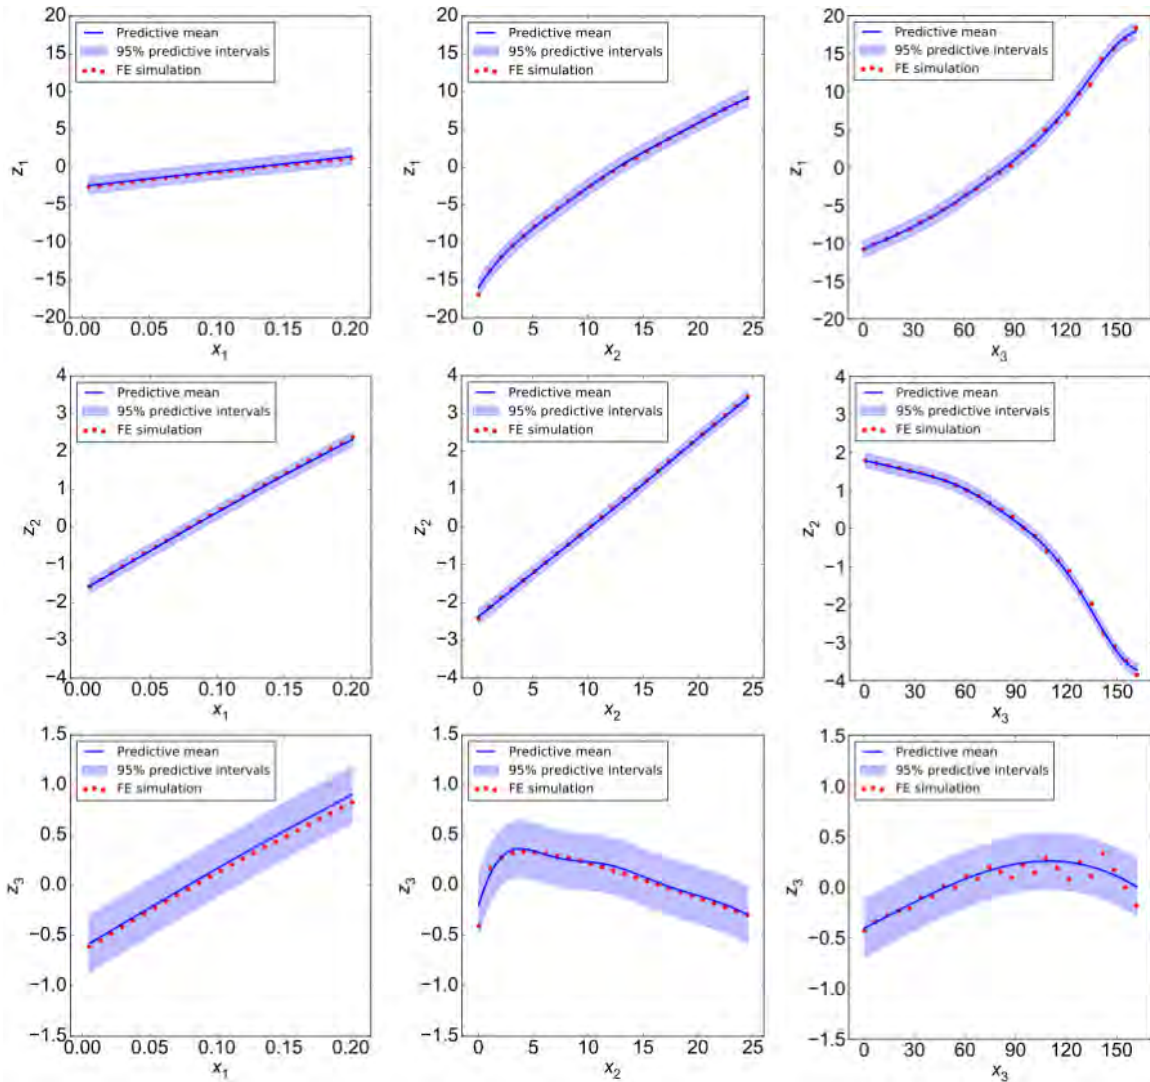 Predictive mean
95% predictive intervals
FE simulation
z1
20
15
10
5
0
−5
−10
−15
−20
0.00 0.05 0.10 0.15 0.20
x1
Predictive mean
95% predictive intervals
FE simulation
z1
20
15
10
5
0
−5
−10
−15
−20
0 5 10 15 20 25
x2
Predictive mean
95% predictive intervals
FE simulation
z1
20
15
10
5
0
−5
−10
−15
−20
0 30 60 90 120 150
x3
Predictive mean
95% predictive intervals
FE simulation
z2
4
3
2
1
0
−1
−2
−3
−4
0.00 0.05 0.10 0.15 0.20
x1
Predictive mean
95% predictive intervals
FE simulation
z2
4
3
2
1
0
−1
−2
−3
−4
0 5 10 15 20 25
x2
Predictive mean
95% predictive intervals
FE simulation
z2
4
3
2
1
0
−1
−2
−3
−4
0 30 60 90 120 150
x3
Predictive mean
95% predictive intervals
FE simulation
z3
1.5
1.0
0.5
0.0
−0.5
−1.0
−1.5
0.00 0.05 0.10 0.15 0.20
x1
Predictive mean
95% predictive intervals
FE simulation
z3
1.5
1.0
0.5
0.0
−0.5
−1.0
−1.5
0 5 10 15 20 25
x2
Predictive mean
95% predictive intervals
FE simulation
z3
1.5
1.0
0.5
0.0
−0.5
−1.0
−1.5
0 30 60 90 120 150
x3